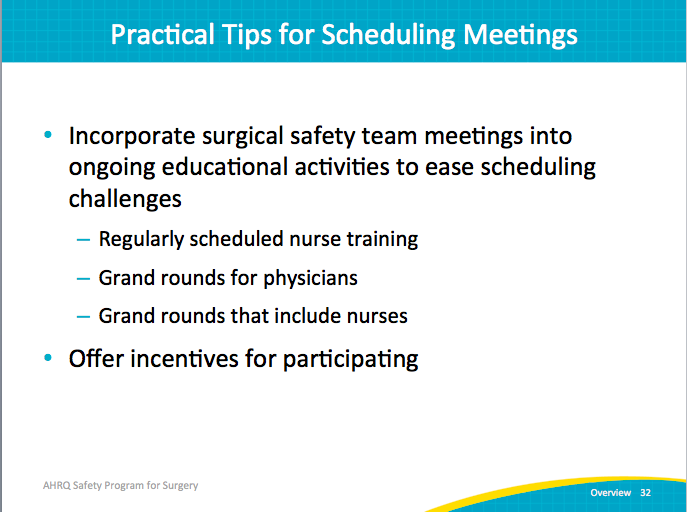 Practical Tips for Scheduling Meetings
• Incorporate surgical safety team meetings into
ongoing educational activities to ease scheduling
challenges
– Regularly scheduled nurse training
– Grand rounds for physicians
– Grand rounds that include nurses
• Offer incentives for participating
AHRQ Safety Program for Surgery
Overview 32